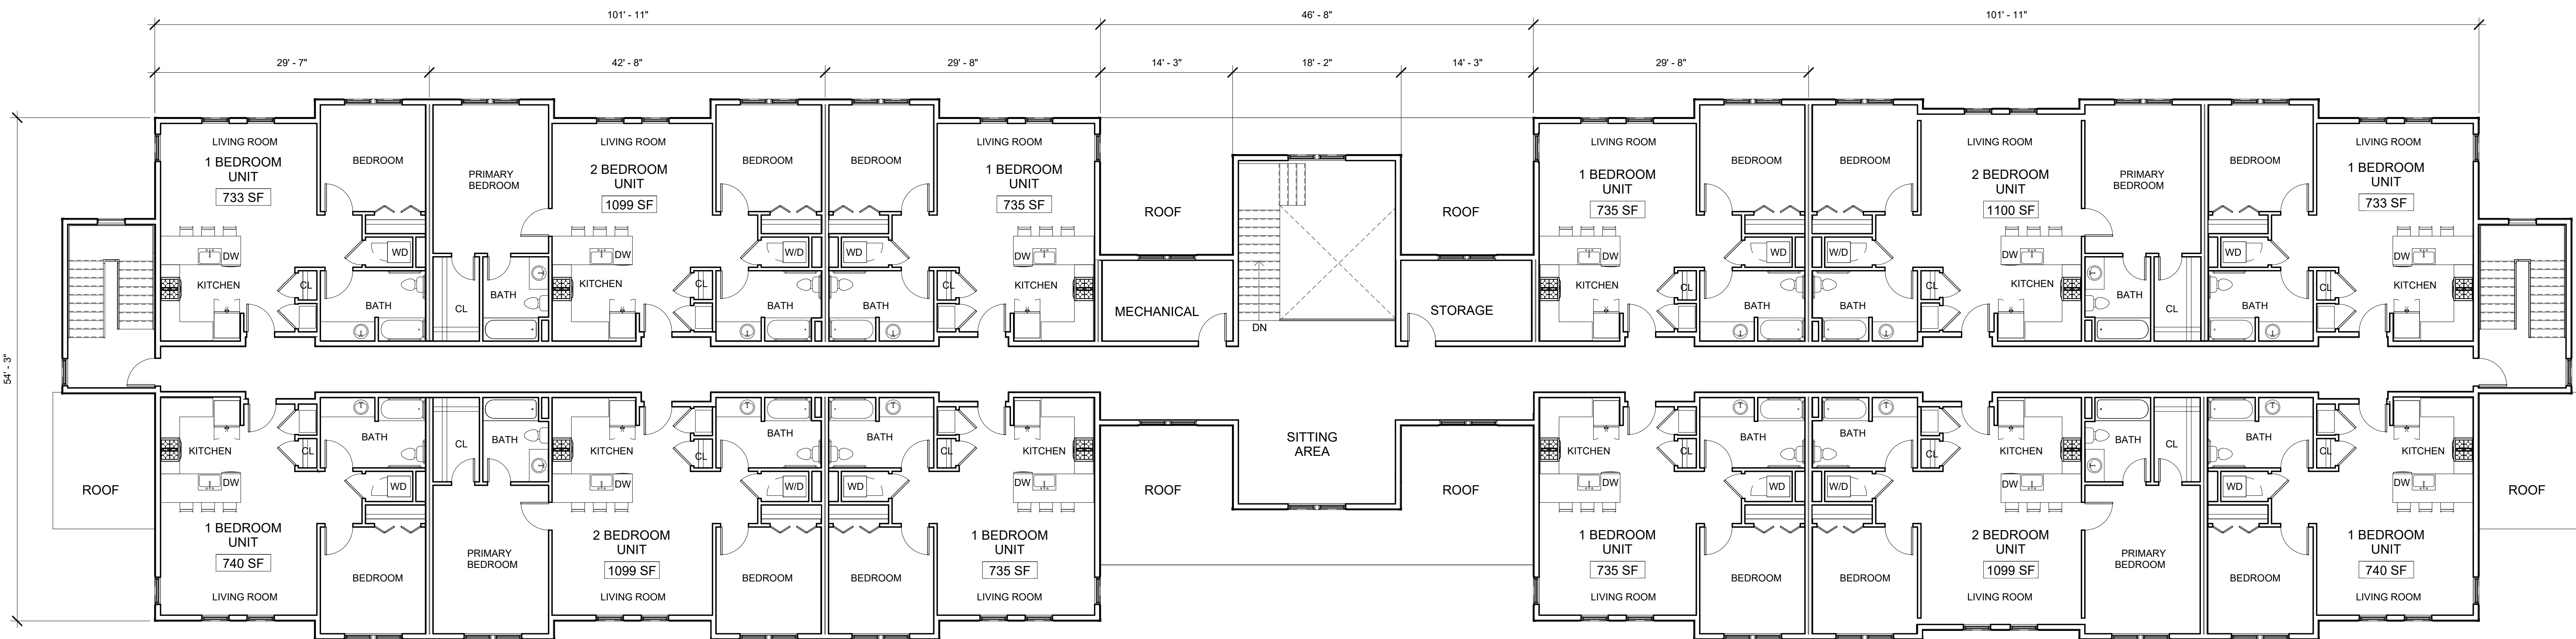 101' - 11"
46' - 8"
101' - 11"
29' - 7"
42' - 8"
29' - 8"
14' - 3"
18' - 2"
14' - 3"
29' - 8"
54' - 3"
LIVING ROOM
1 BEDROOM
UNIT
733 SF
BEDROOM
DW
WD
KITCHEN
CL
BATH
PRIMARY
BEDROOM
CL
BATH
LIVING ROOM
2 BEDROOM
UNIT
1099 SF
BEDROOM
DW
W/D
KITCHEN
CL
BATH
BEDROOM
WD
BATH
LIVING ROOM
1 BEDROOM
UNIT
735 SF
DW
CL
KITCHEN
ROOF
MECHANICAL
DN
ROOF
STORAGE
LIVING ROOM
1 BEDROOM
UNIT
735 SF
BEDROOM
DW
WD
KITCHEN
CL
BATH
BEDROOM
W/D
BATH
LIVING ROOM
2 BEDROOM
UNIT
1100 SF
DW
CL
KITCHEN
PRIMARY
BEDROOM
BATH
CL
BEDROOM
WD
BATH
LIVING ROOM
1 BEDROOM
UNIT
733 SF
DW
CL
KITCHEN
ROOF
KITCHEN
CL
BATH
DW
WD
1 BEDROOM
UNIT
740 SF
BEDROOM
LIVING ROOM
CL
BATH
PRIMARY
BEDROOM
KITCHEN
CL
BATH
DW
W/D
2 BEDROOM
UNIT
1099 SF
BEDROOM
LIVING ROOM
BATH
WD
BEDROOM
CL
KITCHEN
DW
1 BEDROOM
UNIT
735 SF
LIVING ROOM
ROOF
SITTING
AREA
ROOF
KITCHEN
CL
BATH
DW
WD
1 BEDROOM
UNIT
735 SF
BEDROOM
LIVING ROOM
BATH
W/D
BEDROOM
CL
KITCHEN
DW
2 BEDROOM
UNIT
1099 SF
LIVING ROOM
BATH
CL
PRIMARY
BEDROOM
BATH
WD
BEDROOM
CL
KITCHEN
DW
1 BEDROOM
UNIT
740 SF
LIVING ROOM
ROOF